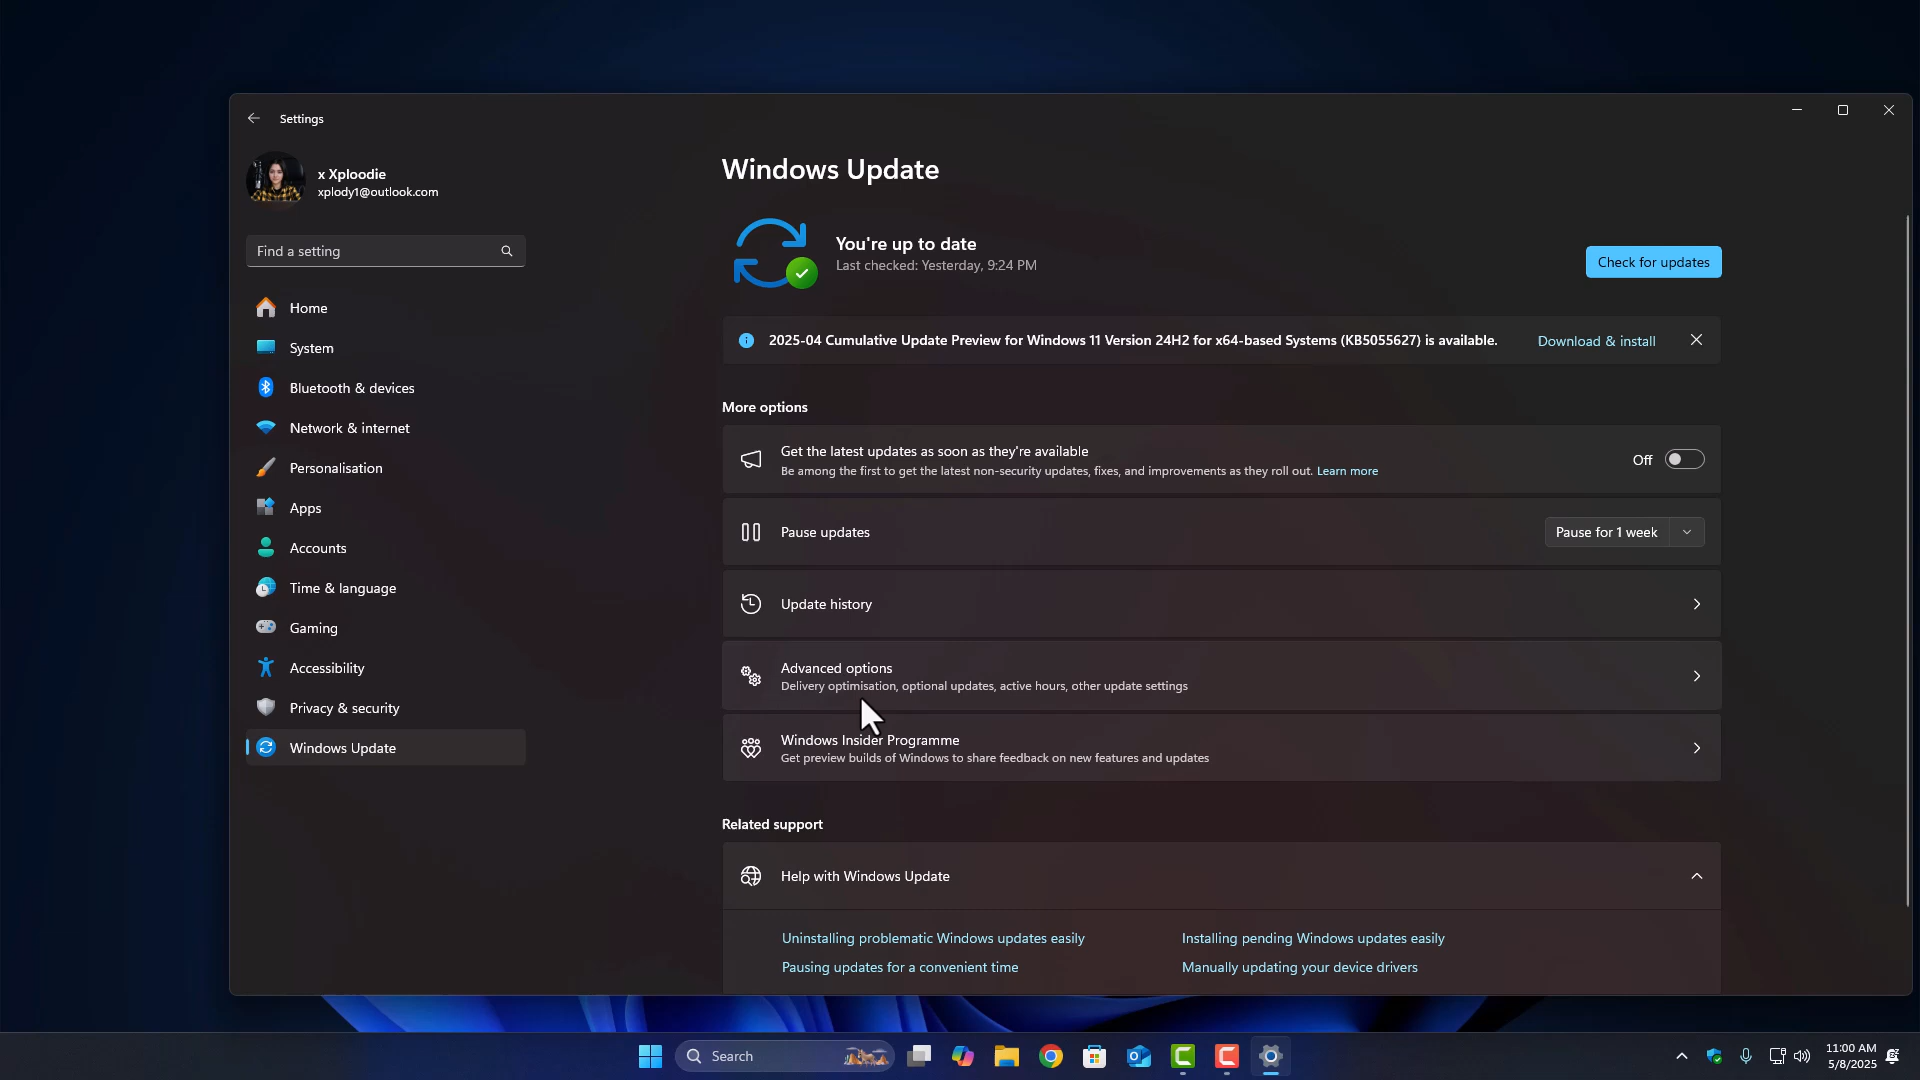 Settings
x Xploodie
xplody1@outlook.com
Find a setting
Home
System
Bluetooth & devices
Network & internet
Personalisation
Apps
Accounts
Time & language
Gaming
Accessibility
Privacy & security
Windows Update
Windows Update
You're up to date
Last checked: Yesterday, 9:24 PM
Check for updates
2025-04 Cumulative Update Preview for Windows 11 Version 24H2 for x64-based Systems (KB5055627) is available.
Download & install
More options
Get the latest updates as soon as they're available
Be among the first to get the latest non-security updates, fixes, and improvements as they roll out. Learn more
Off
Pause updates
Pause for 1 week
Update history
Advanced options
Delivery optimisation, optional updates, active hours, other update settings
Windows Insider Programme
Get preview builds of Windows to share feedback on new features and updates
Related support
Help with Windows Update
Uninstalling problematic Windows updates easily
Installing pending Windows updates easily
Pausing updates for a convenient time
Manually updating your device drivers
Search
11:00 AM
5/8/2025